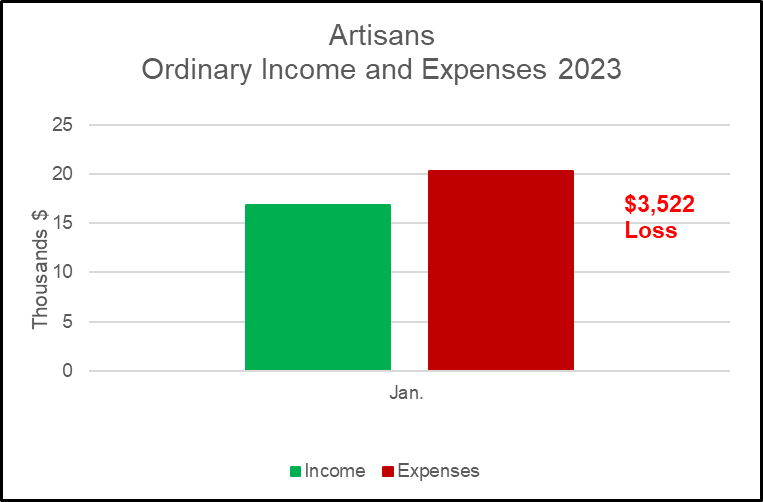 Artisans
Ordinary Income and Expenses 2023
25
20
15
10
5
0
Thousands $
$3,522
Loss
Jan.
Income Expenses